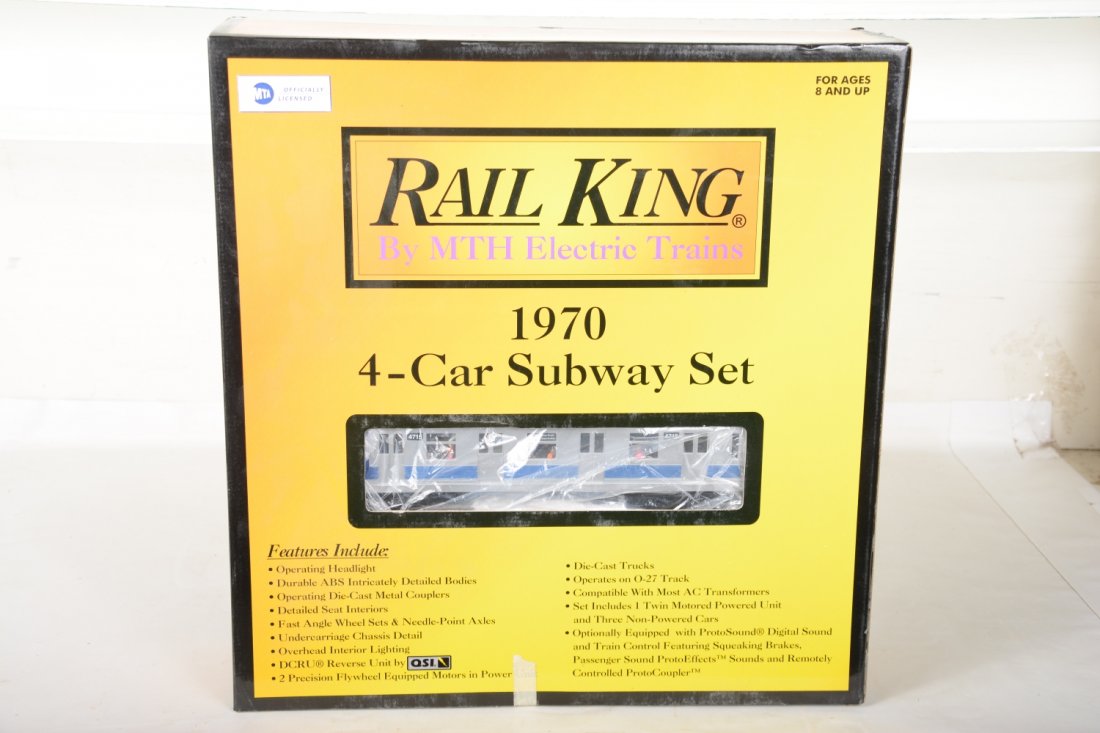 MTA OFFICIALLY
LICENSED
FOR AGES
8 AND UP
RAIL KING®
By MTH Electric Trains
1970
4-Car Subway Set
4715
Features Include:
• Operating Headlight
• Durable ABS Intricately Detailed Bodies
• Operating Die-Cast Metal Couplers
• Detailed Seat Interiors
• Fast Angle Wheel Sets & Needle-Point Axles
• Undercarriage Chassis Detail
• Overhead Interior Lighting
• DCRU® Reverse Unit by QSI
• 2 Precision Flywheel Equipped Motors in Power Unit
• Die-Cast Trucks
• Operates on O-27 Track
• Compatible With Most AC Transformers
• Set Includes 1 Twin Motored Powered Unit
and Three Non-Powered Cars
• Optionally Equipped with ProtoSound® Digital Sound
and Train Control Featuring Squeaking Brakes,
Passenger Sound ProtoEffects™ Sounds and Remotely
Controlled ProtoCoupler™